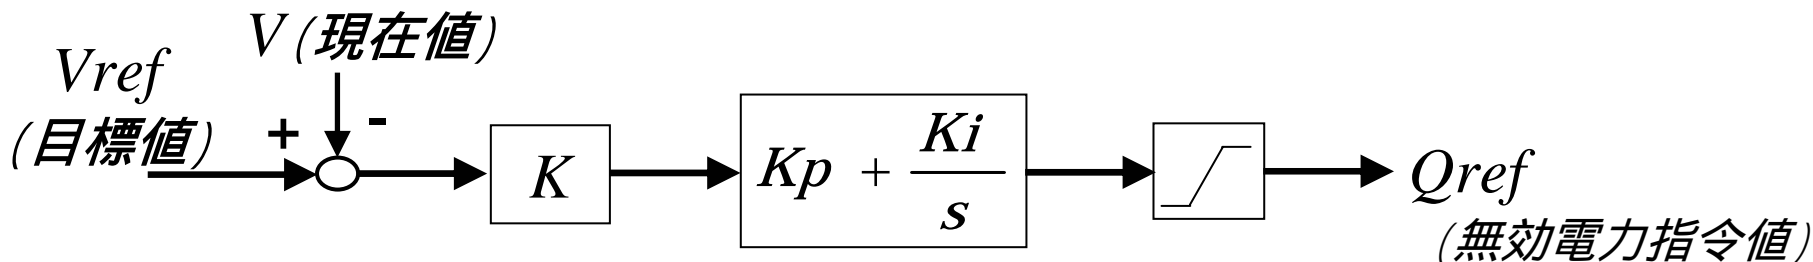 V(現在値)
Vref
(目標値)
+
-
K
Kp + Ki
s
Qref
(無効電力指令値)